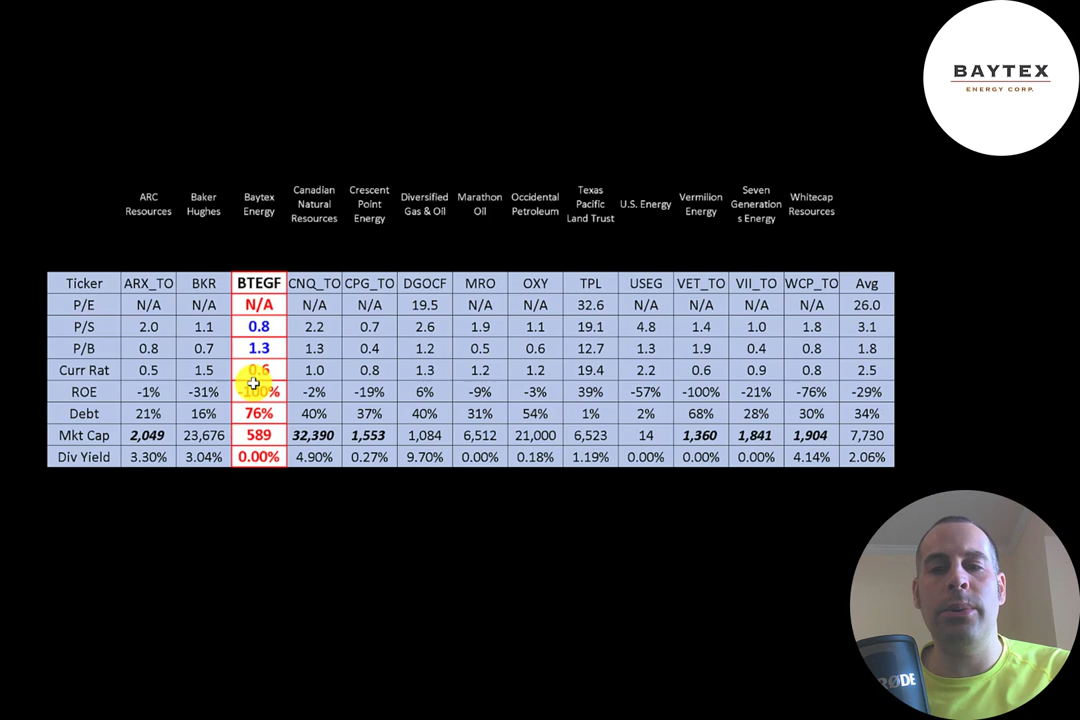 BAYTEX
ENERGY CORP.
ARC Resources
Baker Hughes
Baytex Energy
Canadian Natural Resources
Crescent Point Energy
Diversified Gas & Oil
Marathon Oil
Occidental Petroleum
Texas Pacific Land Trust
U.S. Energy
Vermilion Energy
Seven Generation s Energy
Whitecap Resources
Ticker ARX_TO BKR BTEGF CNQ_TO CPG_TO DGOCF MRO OXY TPL USEG VET_TO VII_TO WCP_TO Avg
P/E N/A N/A N/A N/A N/A 19.5 N/A N/A 32.6 N/A N/A N/A N/A 26.0
P/S 2.0 1.1 0.8 2.2 0.7 2.6 1.9 1.1 19.1 4.8 1.4 1.0 1.8 3.1
P/B 0.8 0.7 1.3 1.3 0.4 1.2 0.5 0.6 12.7 1.3 1.9 0.4 0.8 1.8
Curr Rat 0.5 1.5 0.6 1.0 0.8 1.3 1.2 1.2 19.4 2.2 0.6 0.9 0.8 2.5
ROE -1% -31% -100% -2% -19% 6% -9% -3% 39% -57% -100% -21% -76% -29%
Debt 21% 16% 76% 40% 37% 40% 31% 54% 1% 2% 68% 28% 30% 34%
Mkt Cap 2,049 23,676 589 32,390 1,553 1,084 6,512 21,000 6,523 14 1,360 1,841 1,904 7,730
Div Yield 3.30% 3.04% 0.00% 4.90% 0.27% 9.70% 0.00% 0.18% 1.19% 0.00% 0.00% 0.00% 4.14% 2.06%
RØDE